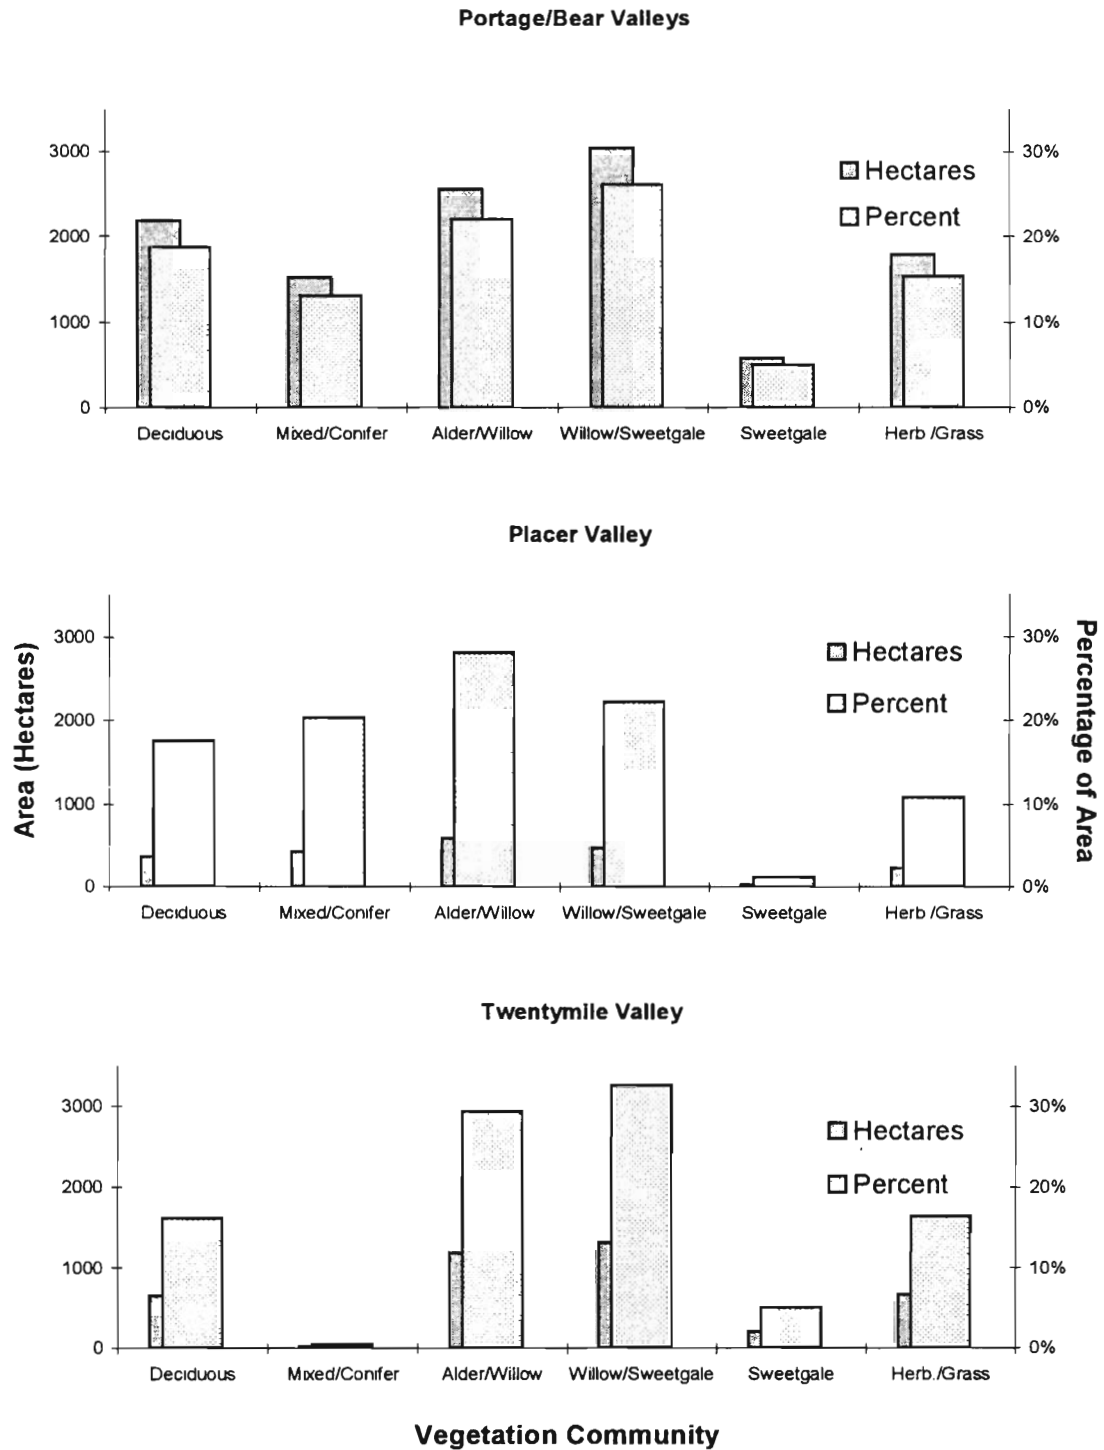 Portage/Bear Valleys
3000
2000
1000
0
30%
20%
10%
0%
Hectares
Percent
Deciduous Mixed/Conifer Alder/Willow Willow/Sweetgale Sweetgale Herb /Grass
Placer Valley
Area (Hectares)
3000
2000
1000
0
30%
20%
10%
0%
Percentage of Area
Hectares
Percent
Deciduous Mixed/Conifer Alder/Willow Willow/Sweetgale Sweetgale Herb /Grass
Twentymile Valley
3000
2000
1000
0
30%
20%
10%
0%
Hectares
Percent
Deciduous Mixed/Conifer Alder/Willow Willow/Sweetgale Sweetgale Herb./Grass
Vegetation Community